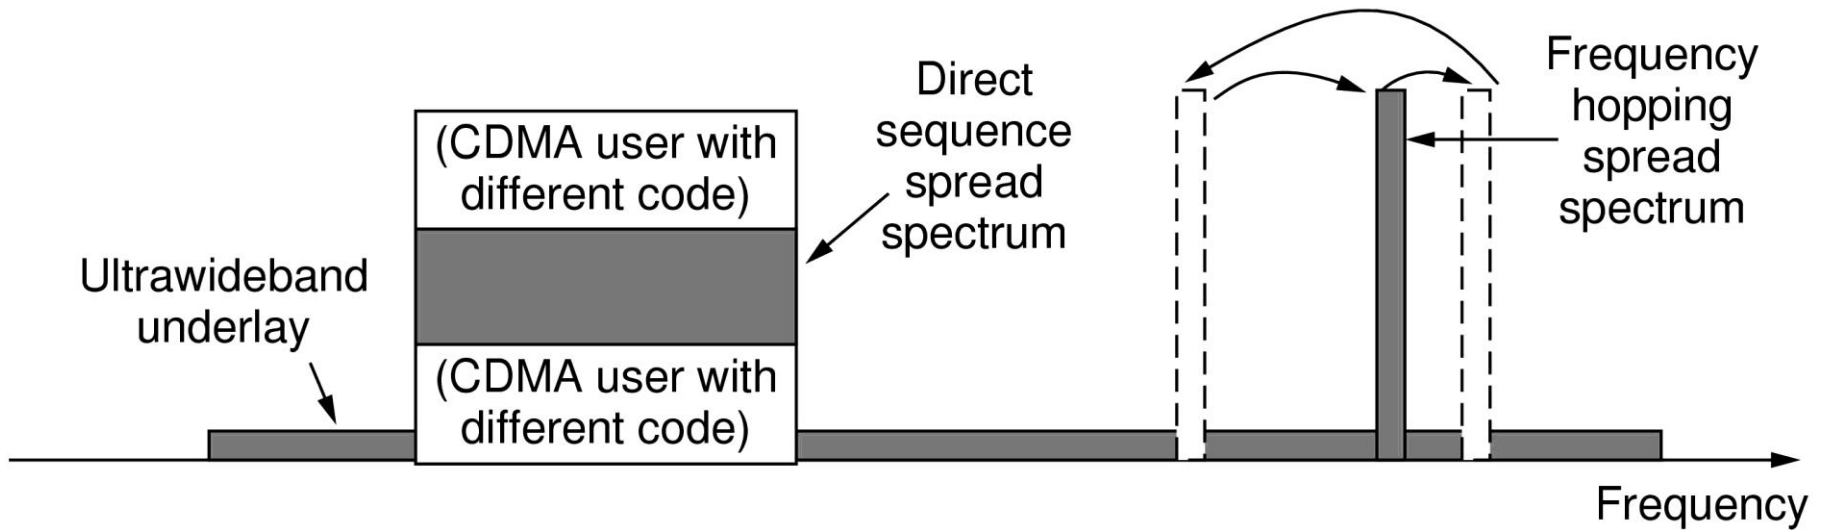 Ultrawideband
underlay
(CDMA user with
different code)
(CDMA user with
different code)
Direct
sequence
spread
spectrum
Frequency
hopping
spread
spectrum
Frequency